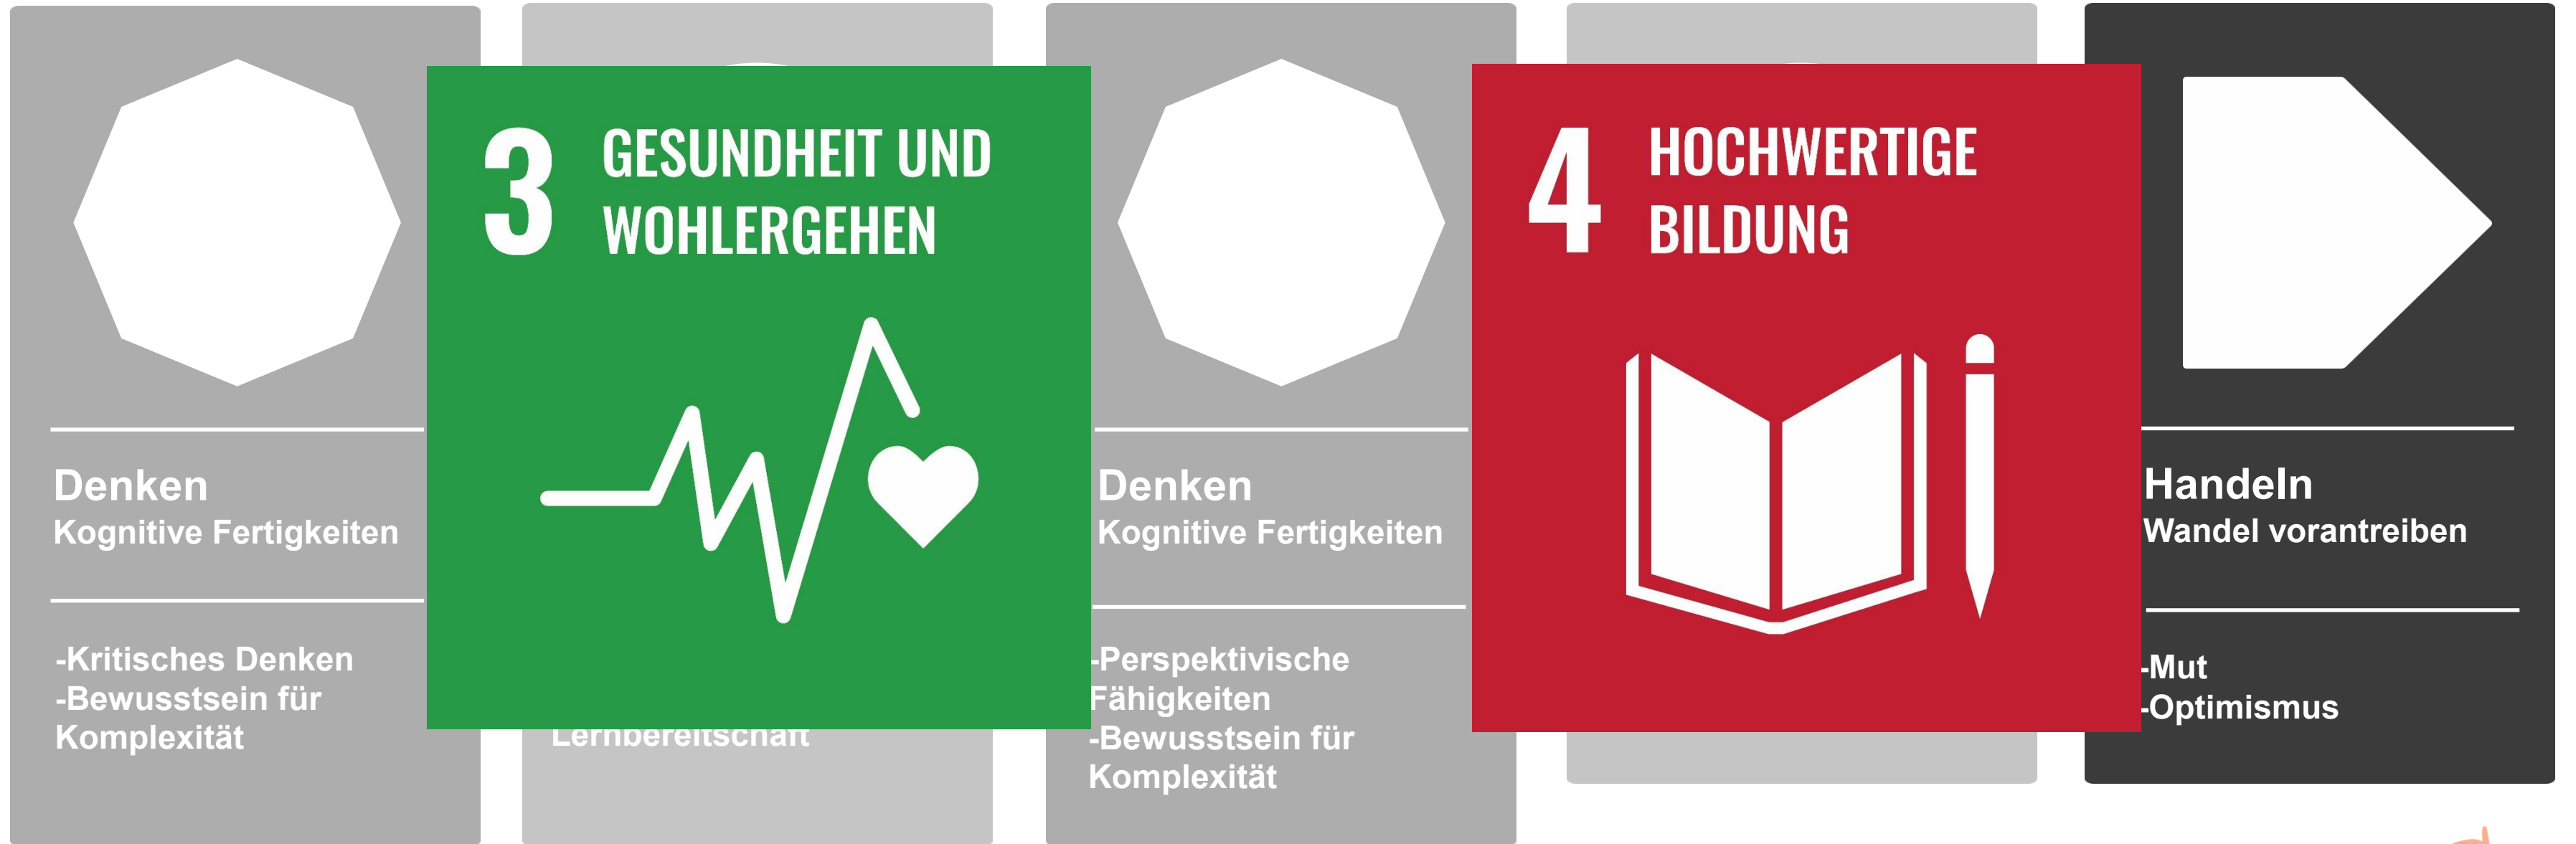 Denken
Kognitive Fertigkeiten
-Kritisches Denken
-Bewusstsein für
Komplexität
3 GESUNDHEIT UND
WOHLERGEHEN
Lernbereitschaft
Denken
Kognitive Fertigkeiten
-Perspektivische
Fähigkeiten
-Bewusstsein für
Komplexität
4 HOCHWERTIGE
BILDUNG
Handeln
Wandel vorantreiben
-Mut
-Optimismus